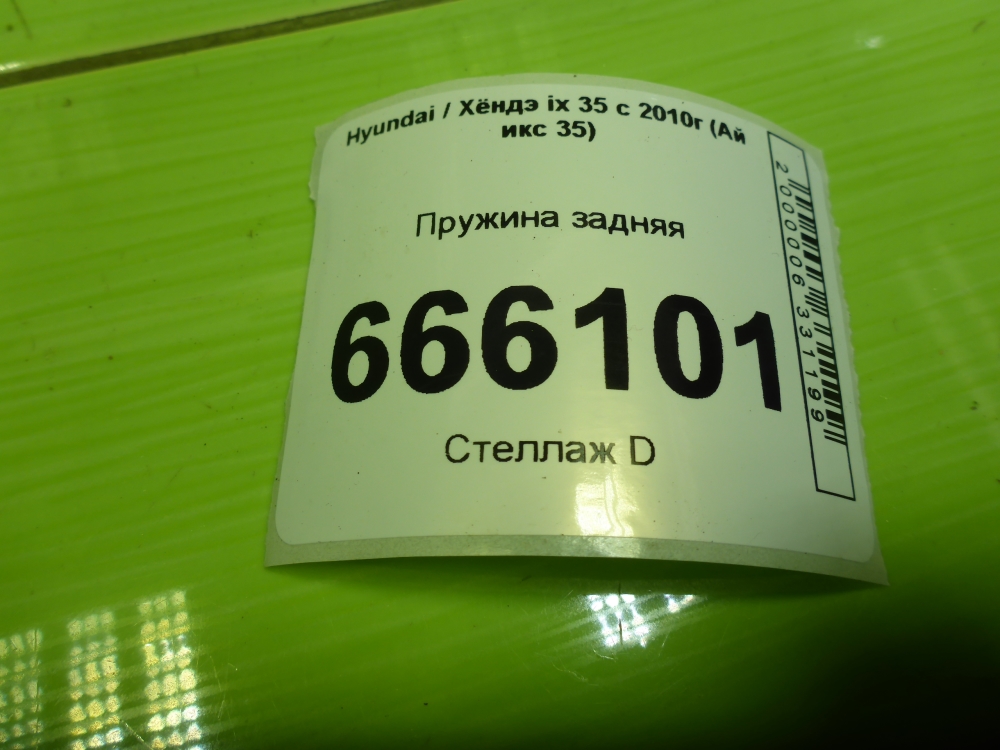 Hyundai / Хёндэ ix 35 с 2010г (Ай
икс 35)
Пружина задняя
666101
Стеллаж D
2000006331199